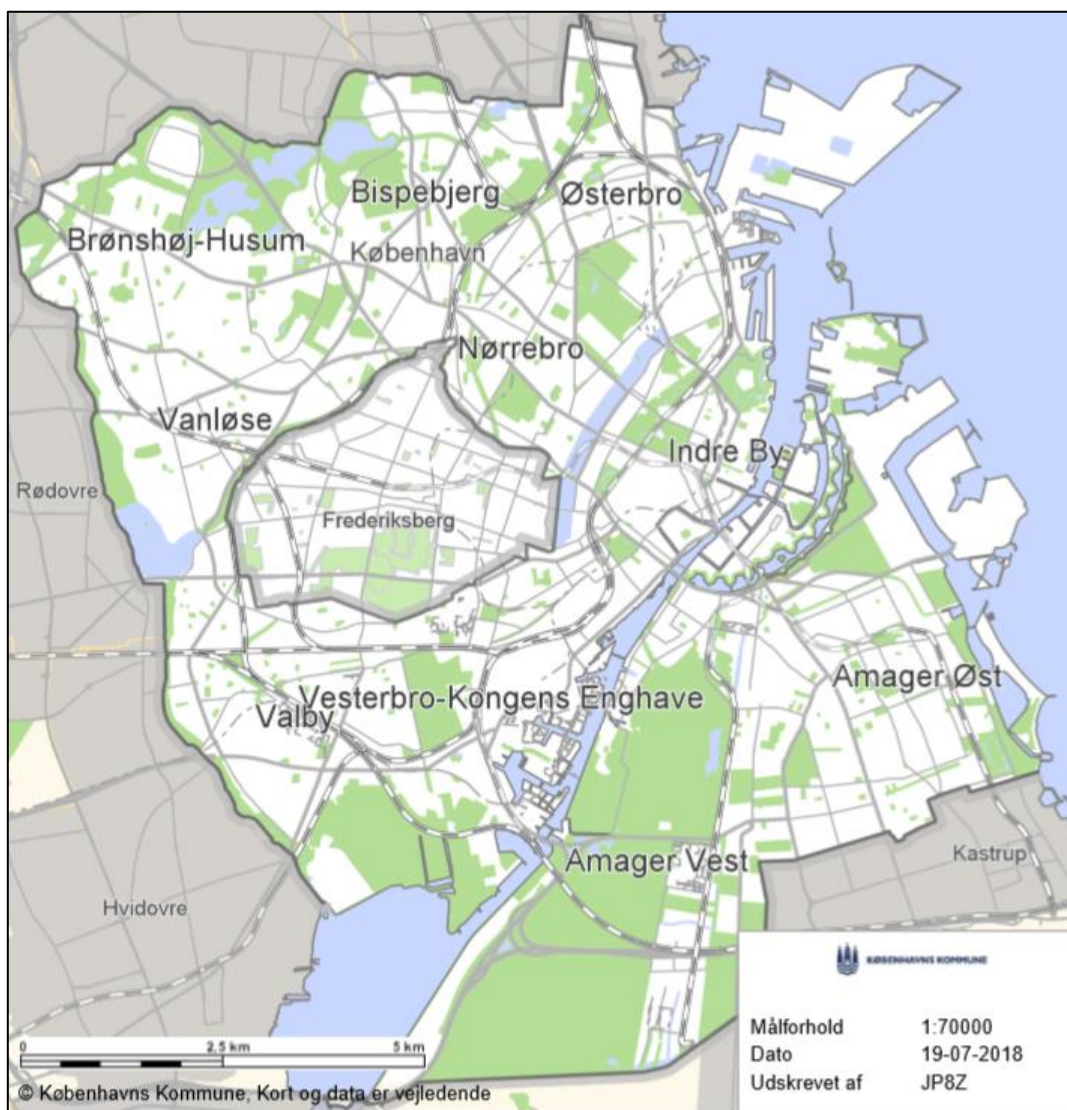 Bispebjerg
Østerbro
Brønshøj-Husum
København
Nørrebro
Vanløse
Indre By
Rødovre
Frederiksberg
Amager Øst
Vesterbro-Kongens Enghave
Valby
Amager Vest
Kastrup
Hvidovre
KØBENHAVNS KOMMUNE
Målforhold 1:70000
Dato 19-07-2018
Udskrevet af JP8Z
0 2,5 km 5 km
© Københavns Kommune, Kort og data er vejledende